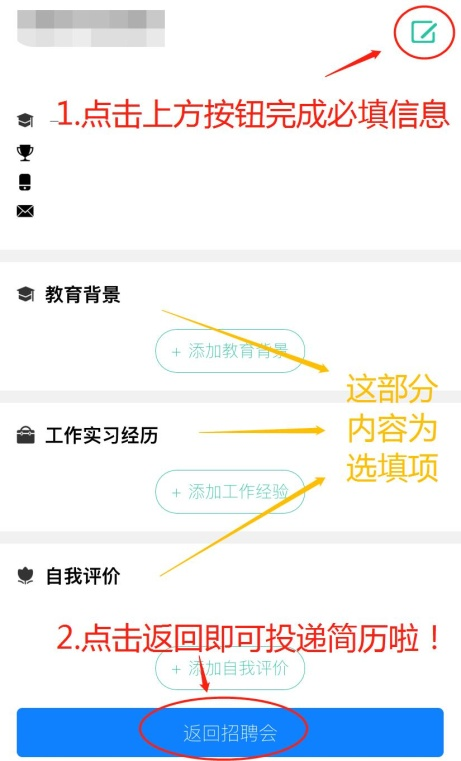 1.点击上方按钮完成必填信息
教育背景
+ 添加教育背景
这部分
内容为
选填项
工作实习经历
+ 添加工作经验
自我评价
2.点击返回即可投递简历啦！
+ 添加自我评价
返回招聘会